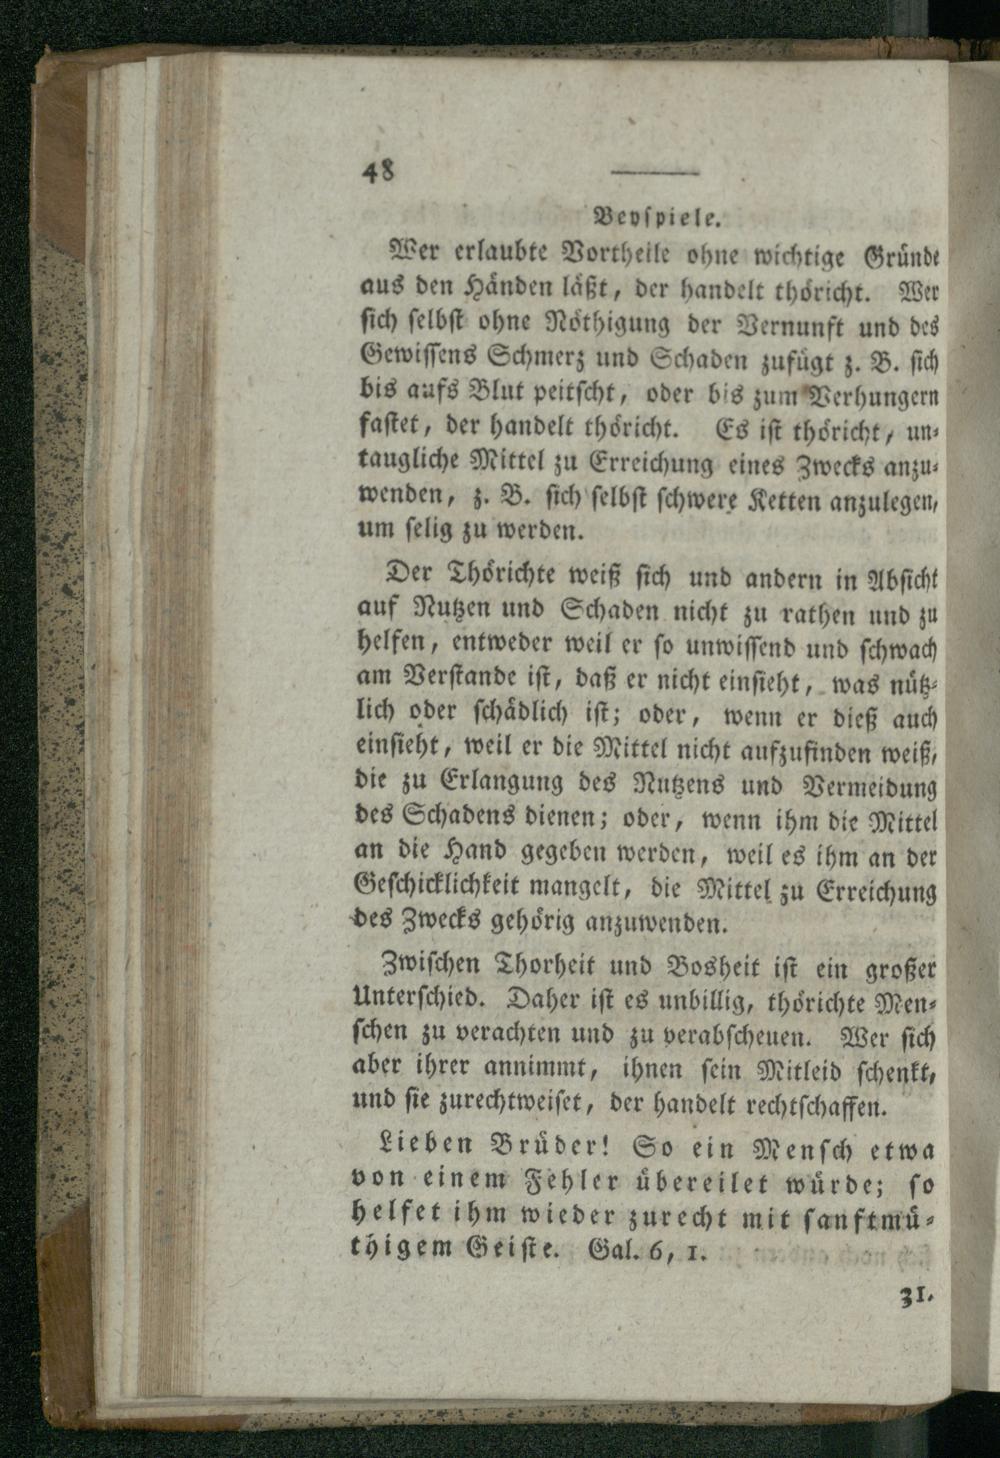 48
Beyspiele.
Wer erlaubte Vortheile ohne wichtige Gründe
aus den Händen läßt, der handelt thöricht. Wer
sich selbst ohne Nöthigung der Vernunft und des
Gewissens Schmerz und Schaden zufügt z. B. sich
bis aufs Blut peitscht, oder bis zum Verhungern
fastet, der handelt thöricht. Es ist thöricht, un-
taugliche Mittel zu Erreichung eines Zwecks anzu-
wenden, z. B. sich selbst schwere Ketten anzulegen,
um selig zu werden.
Der Thörichte weiß sich und andern in Absicht
auf Nutzen und Schaden nicht zu rathen und zu
helfen, entweder weil er so unwissend und schwach
am Verstande ist, daß er nicht einsieht, was nütz-
lich oder schädlich ist; oder, wenn er dieß auch
einsieht, weil er die Mittel nicht aufzufinden weiß,
die zu Erlangung des Nutzens und Vermeidung
des Schadens dienen; oder, wenn ihm die Mittel
an die Hand gegeben werden, weil es ihm an der
Geschicklichkeit mangelt, die Mittel zu Erreichung
des Zwecks gehörig anzuwenden.
Zwischen Thorheit und Bosheit ist ein großer
Unterschied. Daher ist es unbillig, thörichte Men-
schen zu verachten und zu verabscheuen. Wer sich
aber ihrer annimmt, ihnen sein Mitleid schenkt,
und sie zurechtweiset, der handelt rechtschaffen.
Lieben Brüder! So ein Mensch etwa
von einem Fehler übereilet würde; so
helfet ihm wieder zurecht mit sanftmü-
thigem Geiste. Gal. 6, 1.
31.